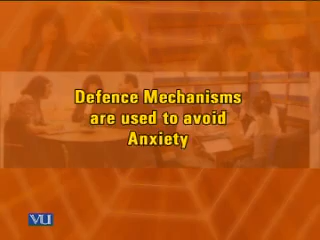 Defence Mechanisms
are used to avoid
Anxiety
VU